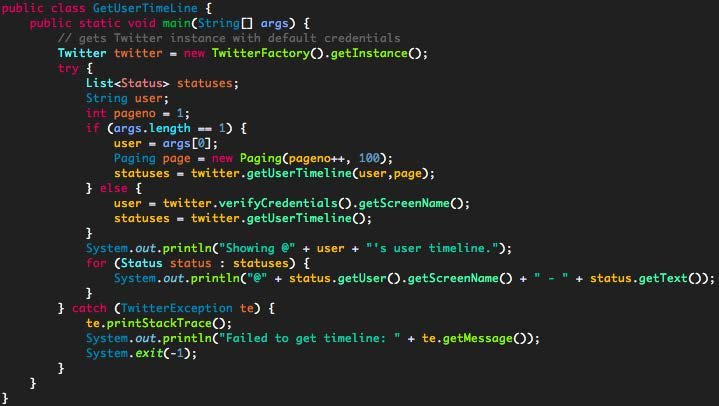 public class GetUserTimeLine {
    public static void main(String[] args) {
        // gets Twitter instance with default credentials
        Twitter twitter = new TwitterFactory().getInstance();
        try {
            List<Status> statuses;
            String user;
            int pageno = 1;
            if (args.length == 1) {
                user = args[0];
                Paging page = new Paging(pageno++, 100);
                statuses = twitter.getUserTimeline(user,page);
            } else {
                user = twitter.verifyCredentials().getScreenName();
                statuses = twitter.getUserTimeline();
            }
            System.out.println("Showing @" + user + "'s user timeline.");
            for (Status status : statuses) {
                System.out.println("@" + status.getUser().getScreenName() + " - " + status.getText());
            }
        } catch (TwitterException te) {
            te.printStackTrace();
            System.out.println("Failed to get timeline: " + te.getMessage());
            System.exit(-1);
        }
    }
}